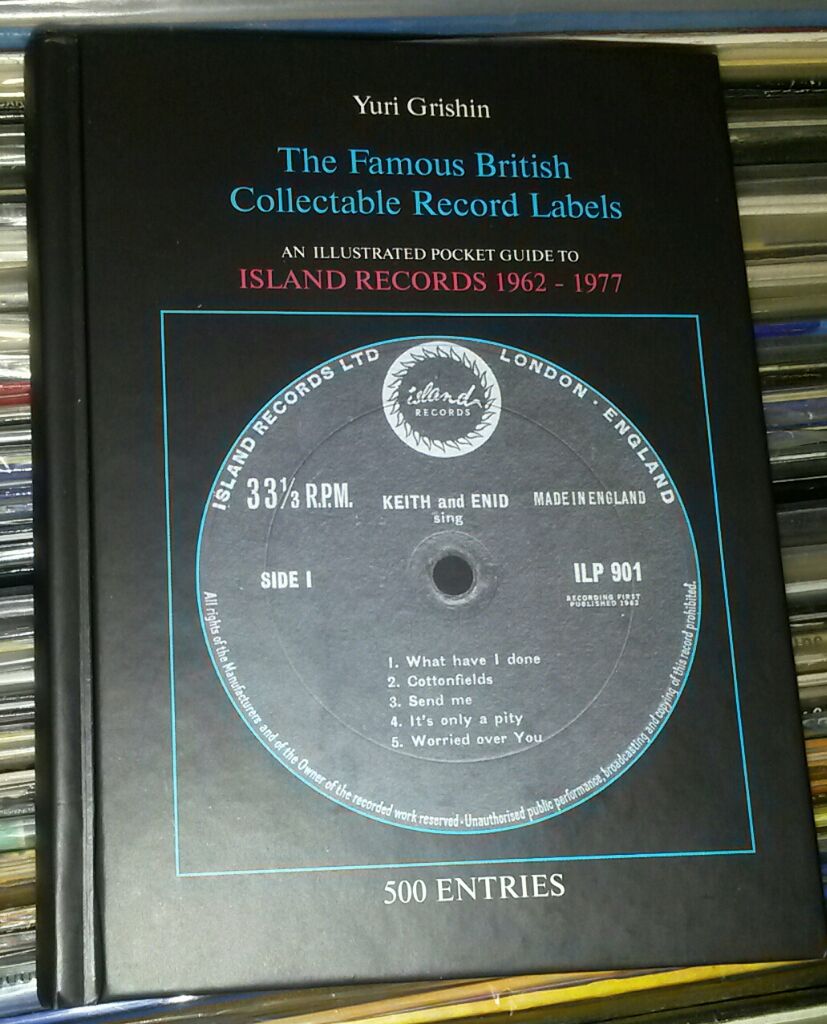 Yuri Grishin
The Famous British
Collectable Record Labels
AN ILLUSTRATED POCKET GUIDE TO
ISLAND RECORDS 1962 - 1977
ISLAND RECORDS LTD
LONDON · ENGLAND
island
RECORDS
33⅓ R.P.M.
KEITH and ENID
sing
MADE IN ENGLAND
SIDE I
ILP 901
RECORDING FIRST
PUBLISHED 1962
1. What have I done
2. Cottonfields
3. Send me
4. It's only a pity
5. Worried over You
All rights of the Manufacturers and of the Owner of the recorded work reserved · Unauthorised public performance, broadcasting and copying of this record prohibited.
500 ENTRIES